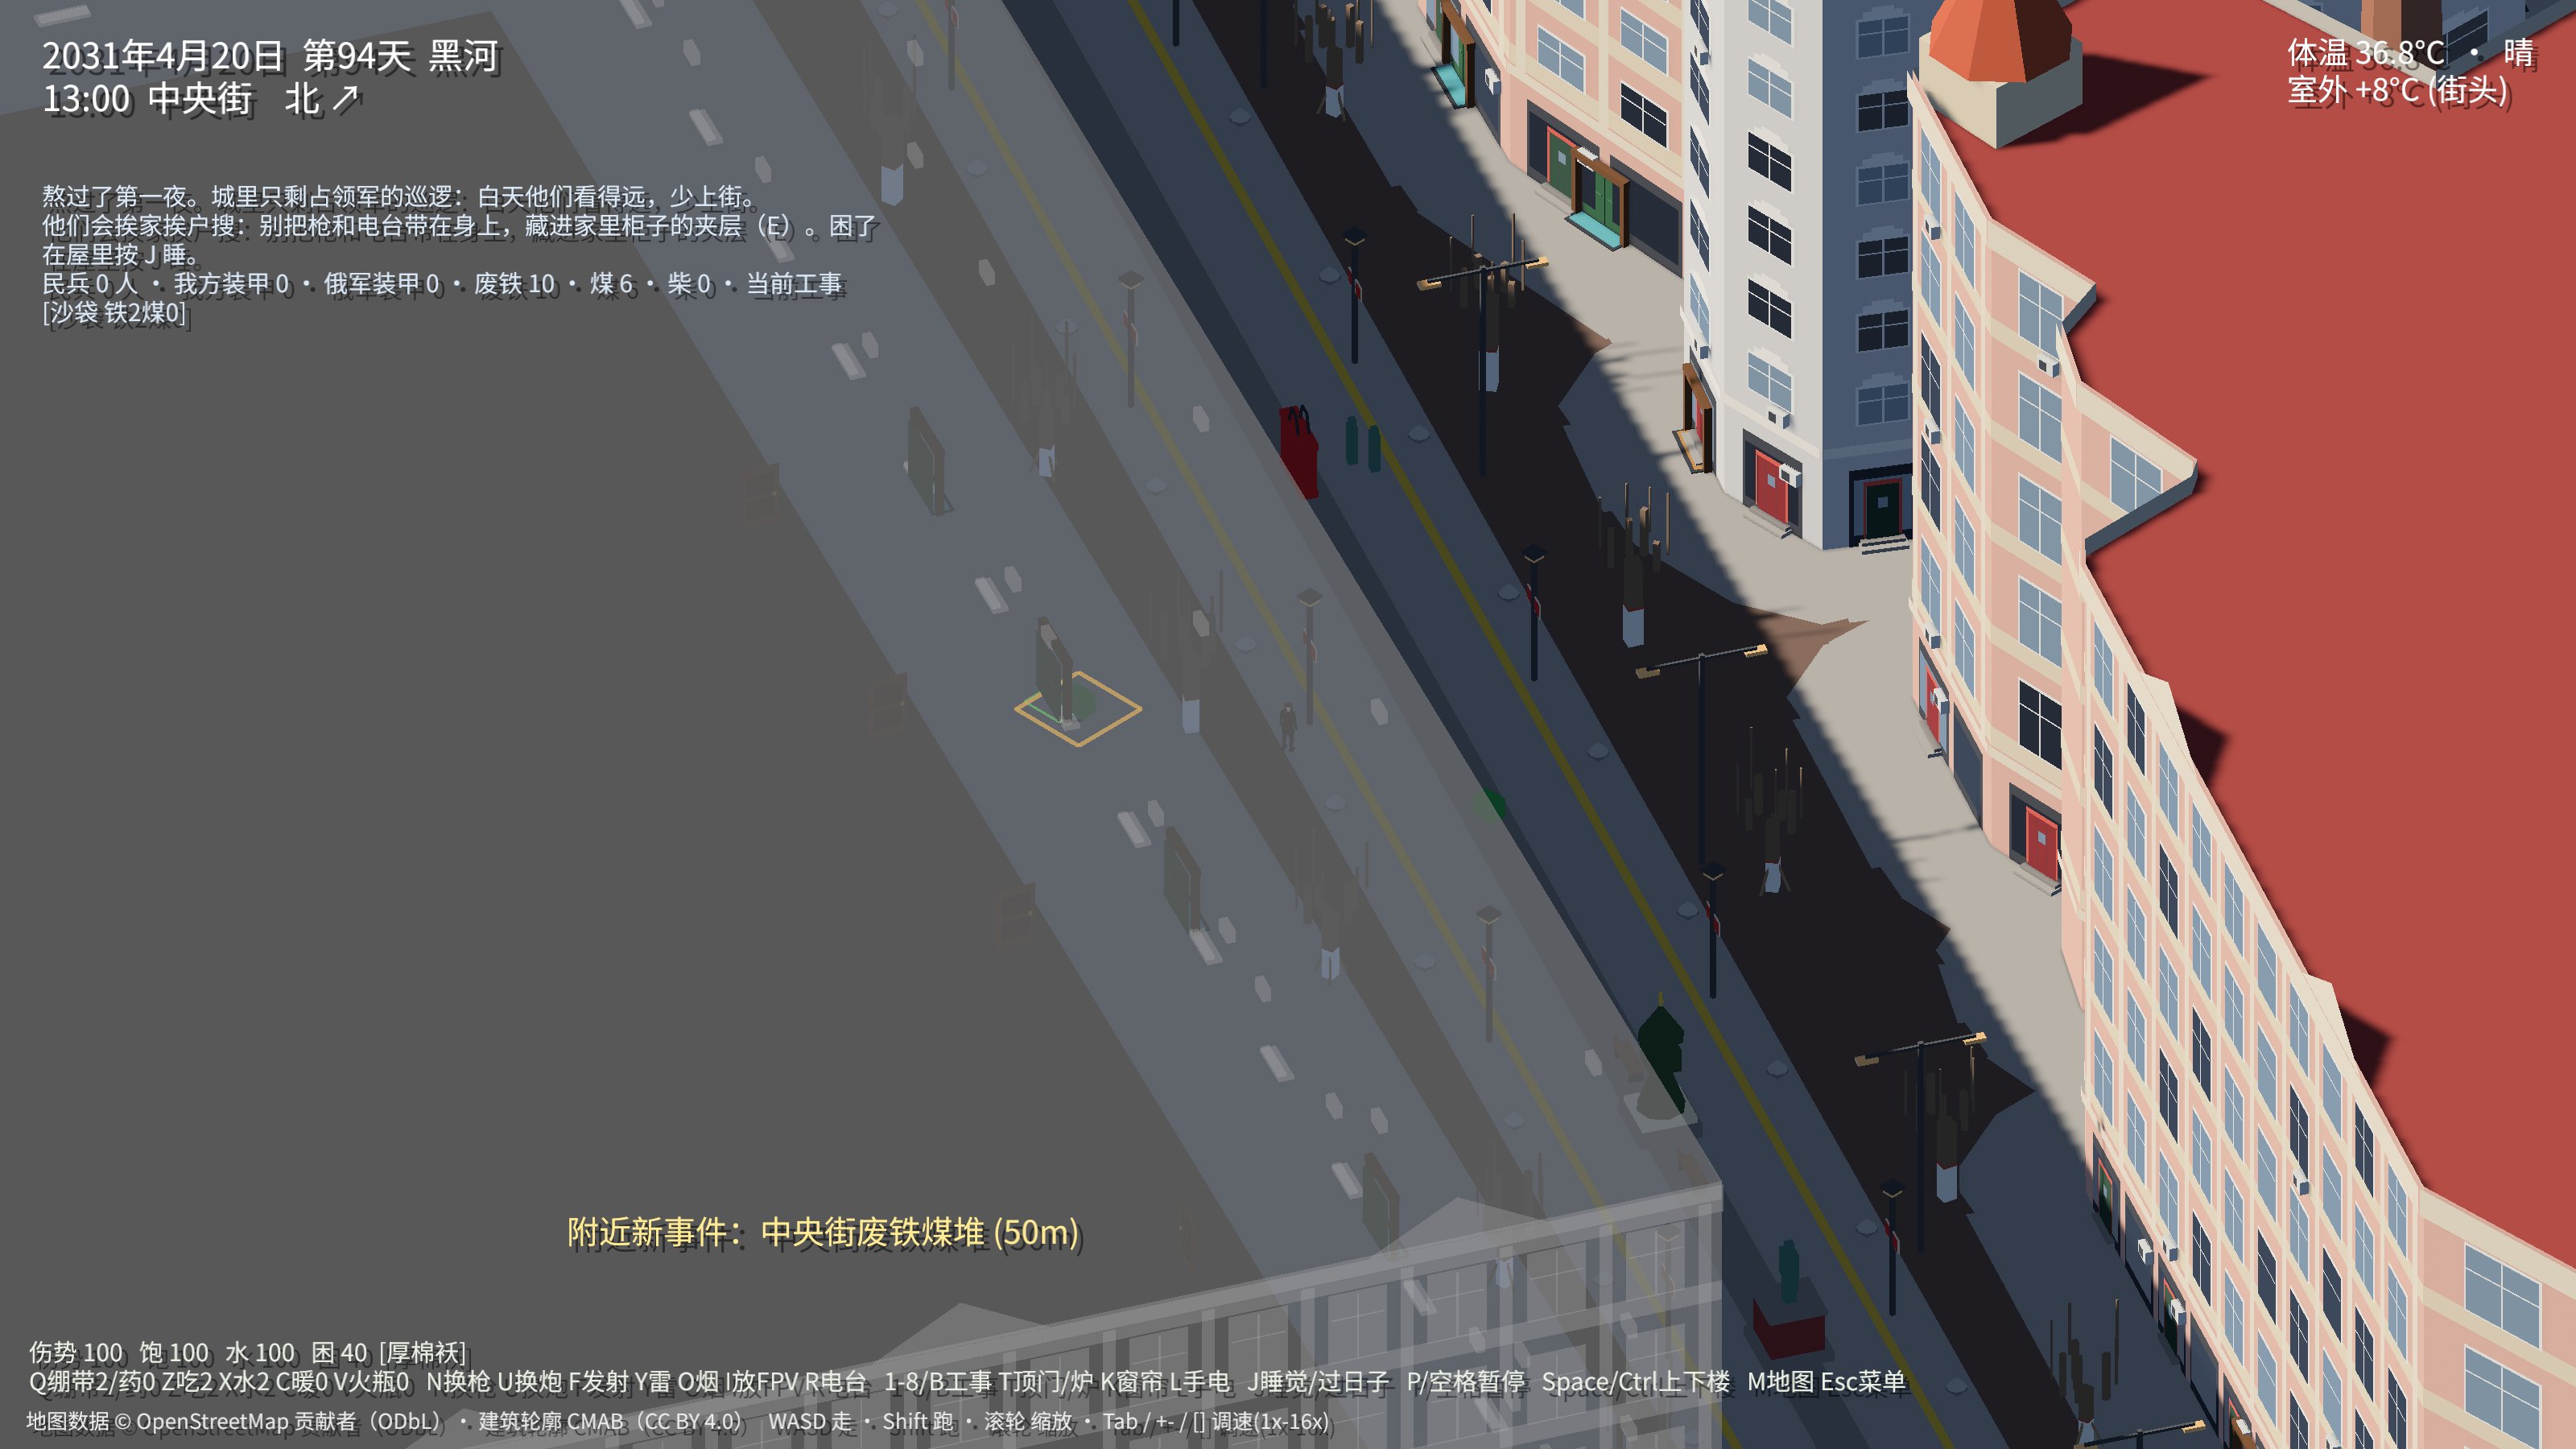 2031年4月20日 第94天 黑河
13:00 中央街 北↗
体温 36.8°C · 晴
室外 +8°C (街头)
熬过了第一夜。城里只剩占领军的巡逻：白天他们看得远，少上街。
他们会挨家挨户搜：别把枪和电台带在身上，藏进家里柜子的夹层（E）。困了
在屋里按 J 睡。
民兵 0 人 · 我方装甲 0 · 俄军装甲 0 · 废铁 10 · 煤 6 · 柴 0 · 当前工事
[沙袋 铁2煤0]
附近新事件：中央街废铁煤堆 (50m)
伤势 100 饱 100 水 100 困 40 [厚棉袄]
Q绷带2/药0 Z吃2 X水2 C暖0 V火瓶0 N换枪 U换炮 F发射 Y雷 O烟 I放FPV R电台 1-8/B工事 T顶门/炉 K窗帘 L手电 J睡觉/过日子 P/空格暂停 Space/Ctrl上下楼 M地图 Esc菜单
地图数据 © OpenStreetMap 贡献者（ODbL） · 建筑轮廓 CMAB（CC BY 4.0） WASD 走 · Shift 跑 · 滚轮 缩放 · Tab / +- / [] 调速(1x-16x)